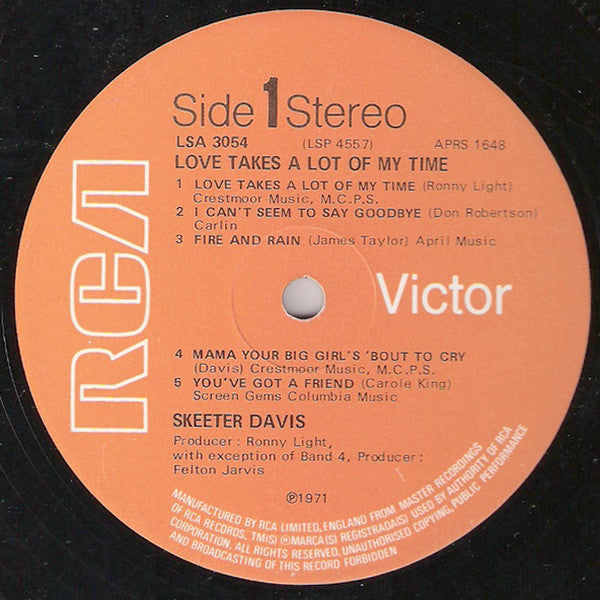 Side 1 Stereo
LSA 3054 (LSP 4557) APRS 1648
LOVE TAKES A LOT OF MY TIME
1 LOVE TAKES A LOT OF MY TIME (Ronny Light)
Crestmoor Music, M.C.P.S.
2 I CAN'T SEEM TO SAY GOODBYE (Don Robertson)
Carlin
3 FIRE AND RAIN (James Taylor) April Music
RCA
Victor
4 MAMA YOUR BIG GIRL'S 'BOUT TO CRY
(Davis) Crestmoor Music, M.C.P.S.
5 YOU'VE GOT A FRIEND (Carole King)
Screen Gems Columbia Music
SKEETER DAVIS
Producer: Ronny Light,
with exception of Band 4, Producer:
Felton Jarvis
℗1971
MANUFACTURED BY RCA LIMITED, ENGLAND FROM MASTER RECORDINGS
OF RCA RECORDS. TM(S) ® MARCA(S) REGISTRADA(S) USED BY AUTHORITY OF RCA
CORPORATION. ALL RIGHTS RESERVED. UNAUTHORISED COPYING, PUBLIC PERFORMANCE
AND BROADCASTING OF THIS RECORD FORBIDDEN